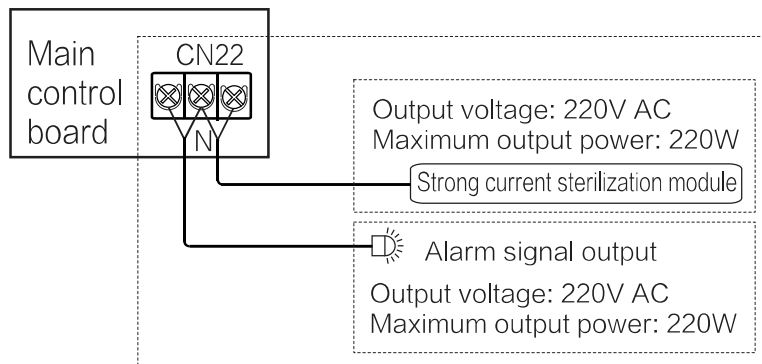 Main
control
board
CN22
N
Output voltage: 220V AC
Maximum output power: 220W
Strong current sterilization module
Alarm signal output
Output voltage: 220V AC
Maximum output power: 220W